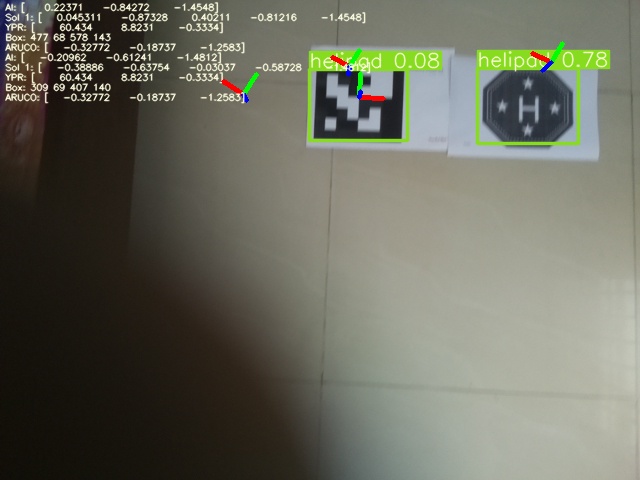 AI: [ 0.22371 -0.84272 -1.4548]
Sol 1: [ 0.045311 -0.87328 0.40211 -0.81216 -1.4548]
YPR: [ 60.434 8.8231 -0.3334]
Box: 477 68 578 143
ARUCO: [ -0.32772 -0.18737 -1.2583]
AI: [ -0.20962 -0.61241 -1.4812]
Sol 1: [ -0.38886 -0.63754 -0.03037 -0.58728
YPR: [ 60.434 8.8231 -0.3334]
Box: 309 69 407 140
ARUCO: [ -0.32772 -0.18737 -1.2583]
helipad 0.08
helipad 0.78
H